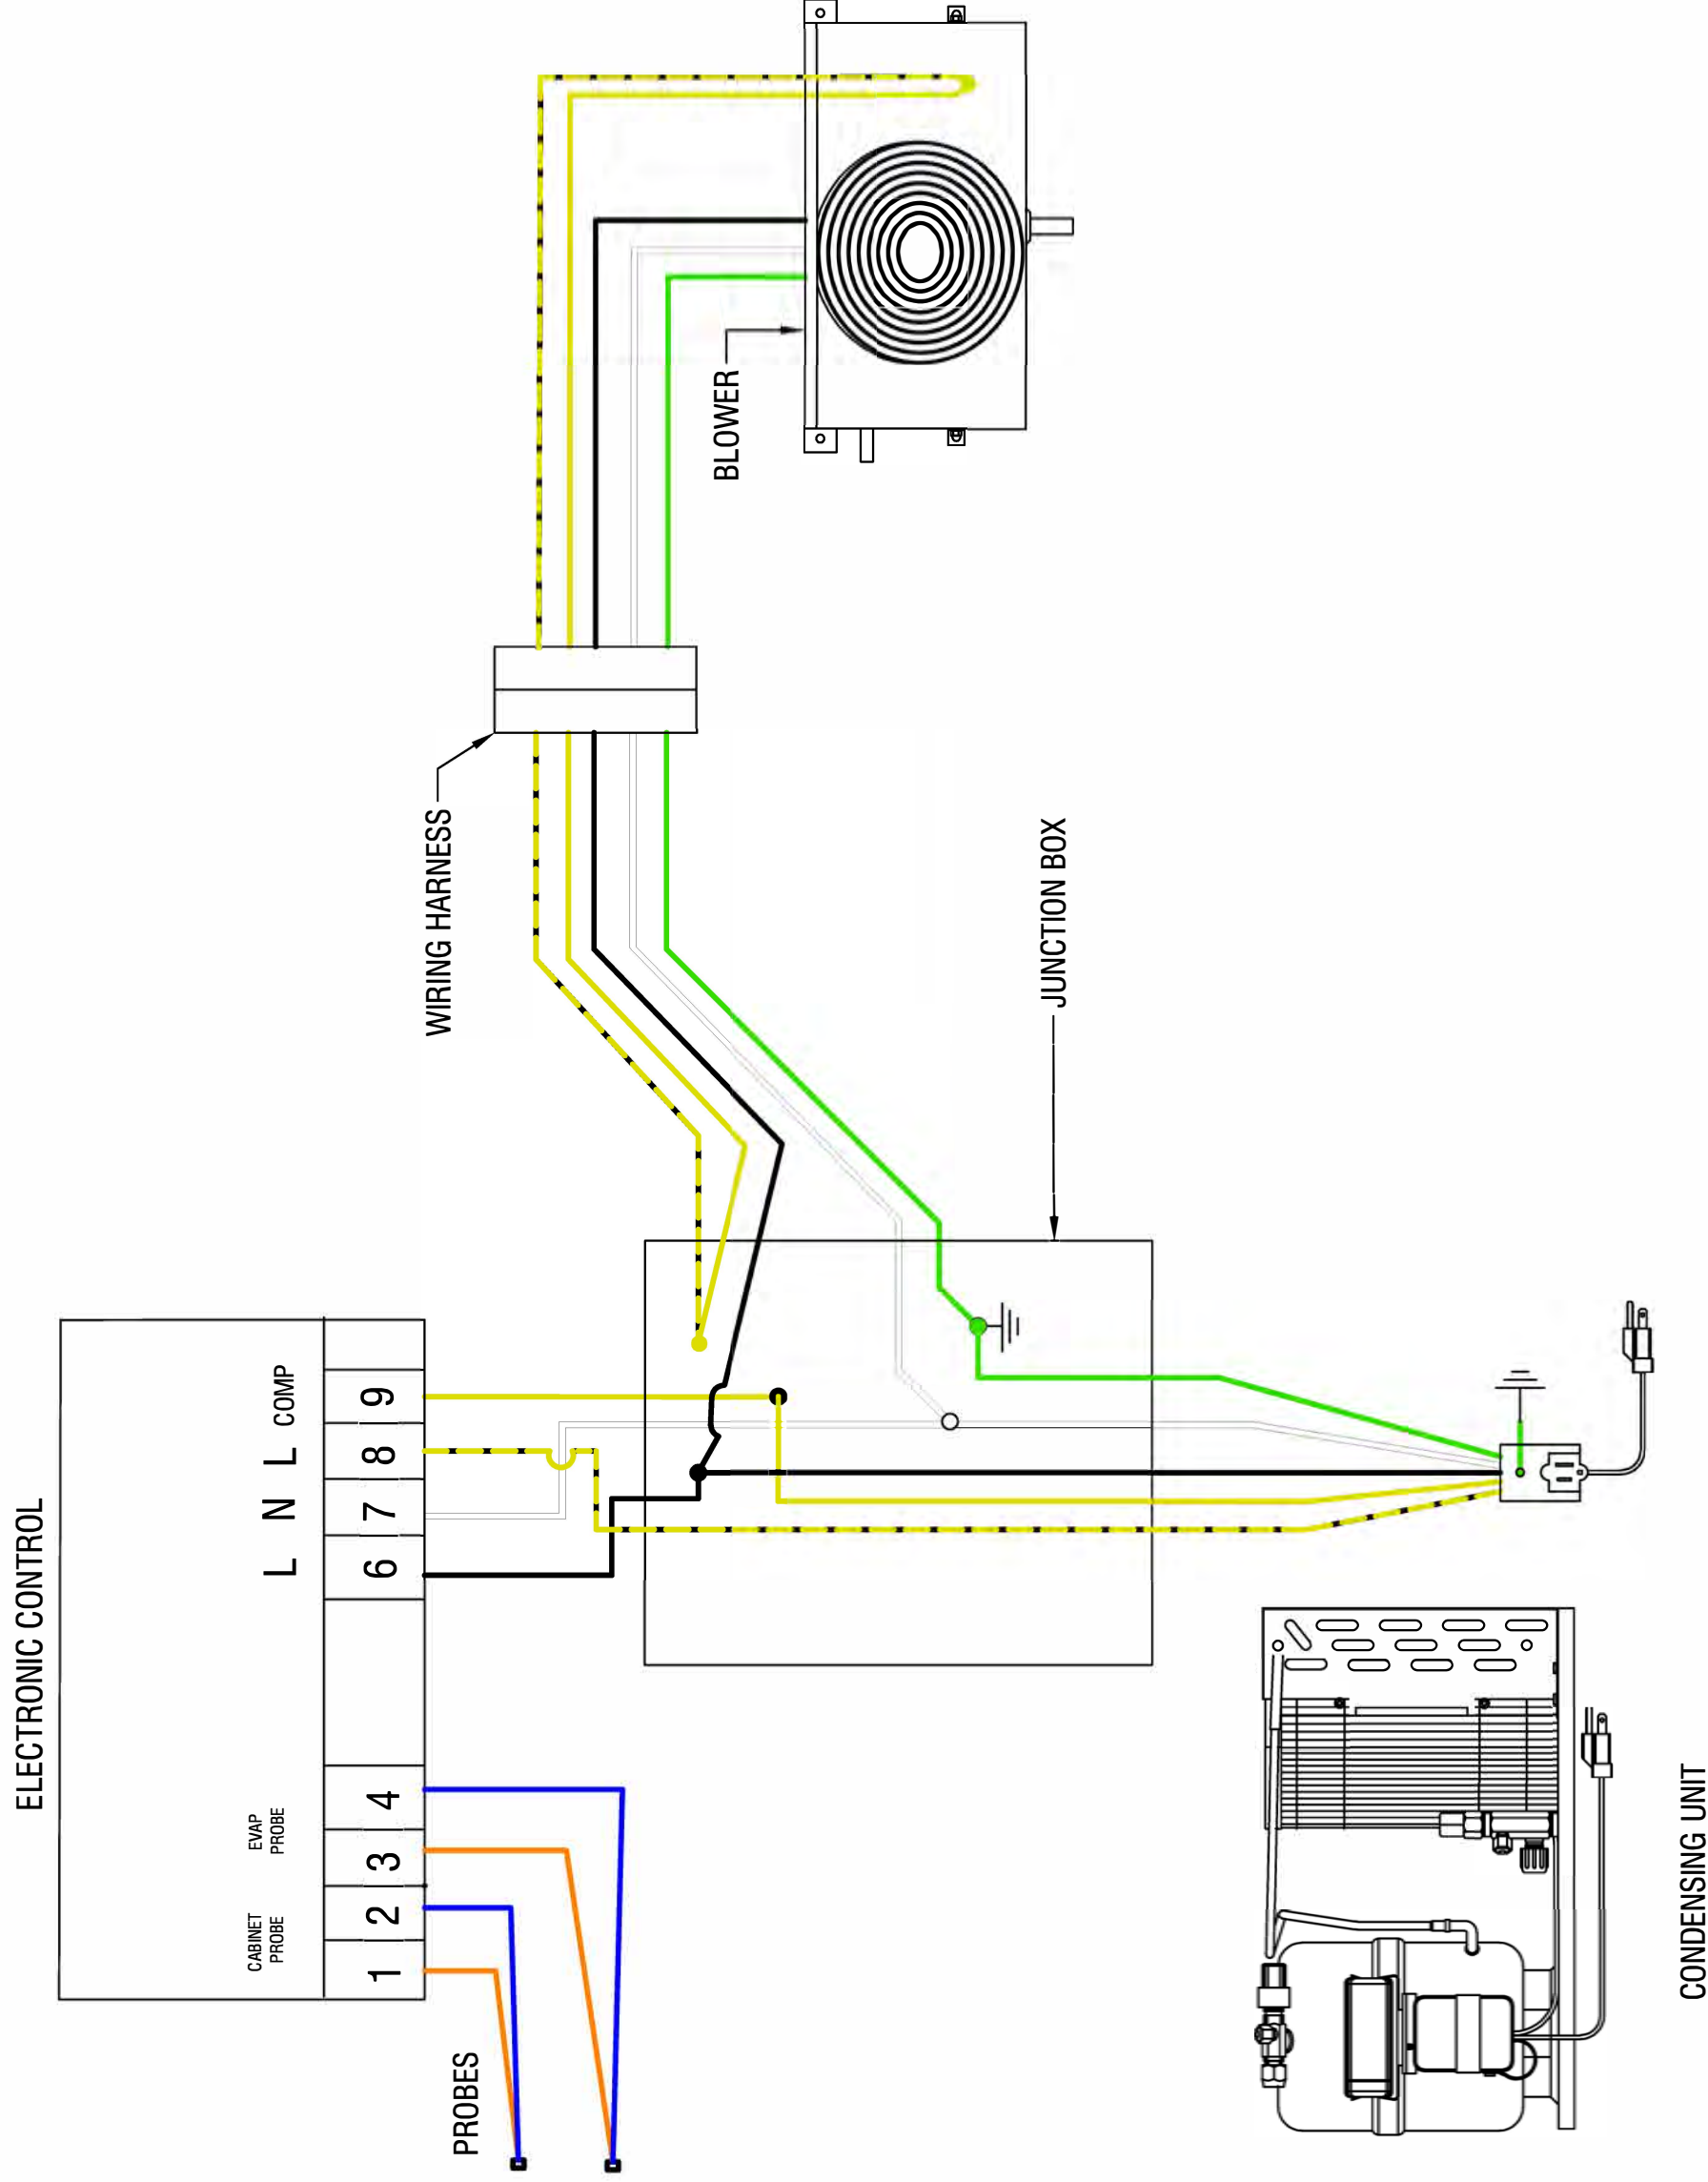 ELECTRONIC CONTROL
CABINET
PROBE
EVAP
PROBE
L
N
L
COMP
1
2
3
4
6
7
8
9
PROBES
WIRING HARNESS
BLOWER
JUNCTION BOX
CONDENSING UNIT